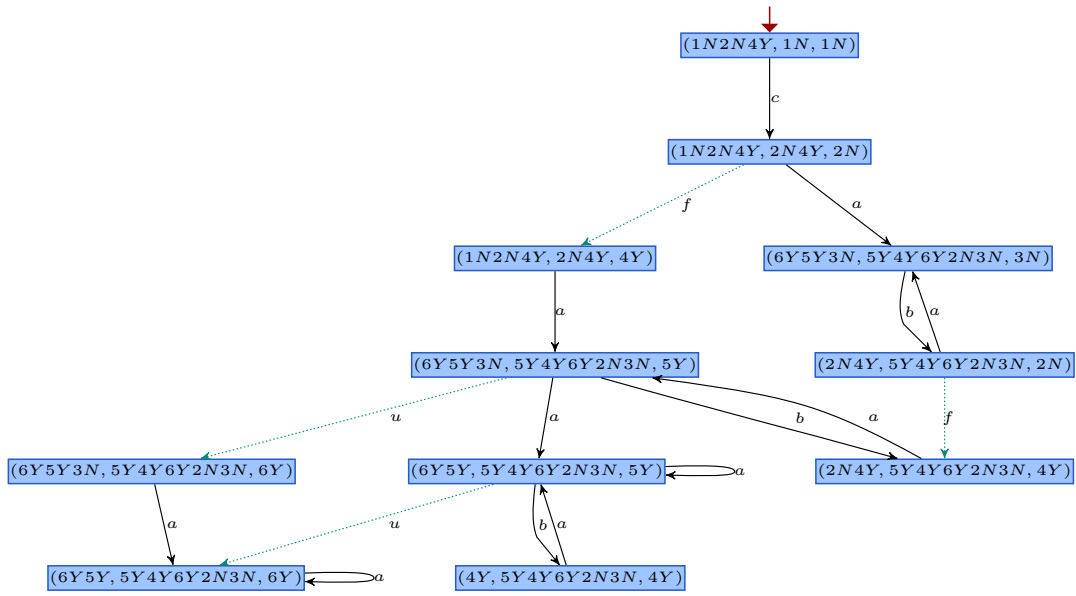 (1N2N4Y, 1N, 1N)
c
(1N2N4Y, 2N4Y, 2N)
f
a
(1N2N4Y, 2N4Y, 4Y)
(6Y5Y3N, 5Y4Y6Y2N3N, 3N)
a
b
a
(6Y5Y3N, 5Y4Y6Y2N3N, 5Y)
(2N4Y, 5Y4Y6Y2N3N, 2N)
u
a
b
a
f
(6Y5Y3N, 5Y4Y6Y2N3N, 6Y)
(6Y5Y, 5Y4Y6Y2N3N, 5Y)
a
(2N4Y, 5Y4Y6Y2N3N, 4Y)
a
u
b
a
(6Y5Y, 5Y4Y6Y2N3N, 6Y)
a
(4Y, 5Y4Y6Y2N3N, 4Y)